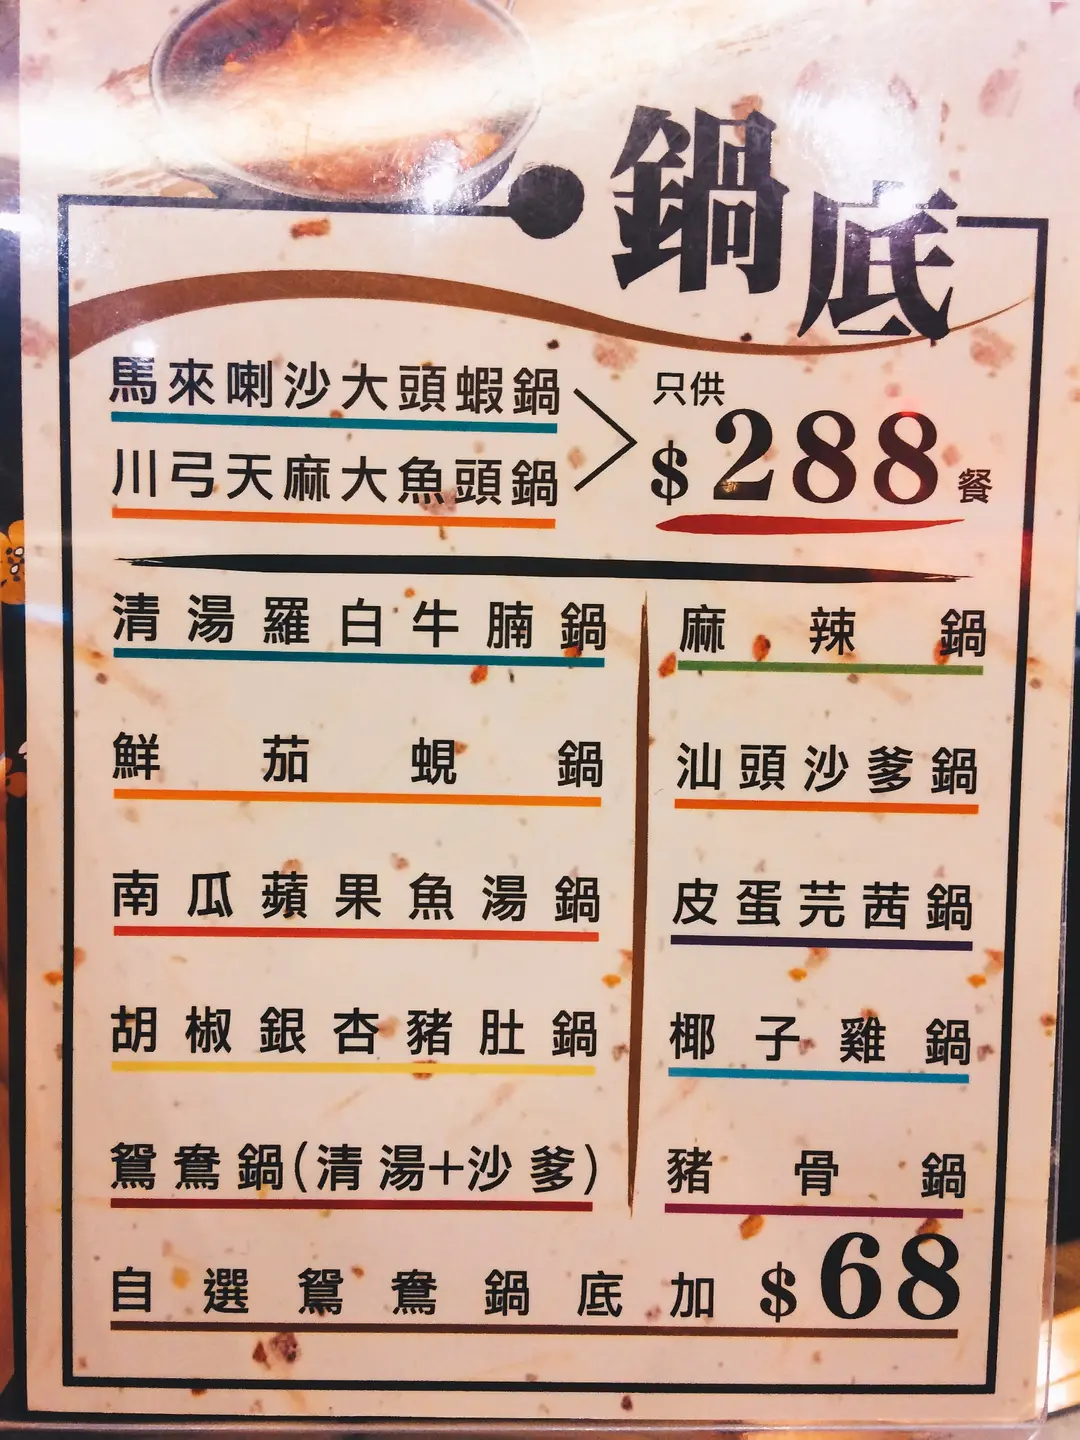 鍋底
馬來喇沙大頭蝦鍋
川弓天麻大魚頭鍋
只供
$288餐
清湯羅白牛腩鍋
鮮茄蜆鍋
南瓜蘋果魚湯鍋
胡椒銀杏豬肚鍋
鴛鴦鍋(清湯+沙爹)
麻辣鍋
汕頭沙爹鍋
皮蛋芫茜鍋
椰子雞鍋
豬骨鍋
自選鴛鴦鍋底加$68